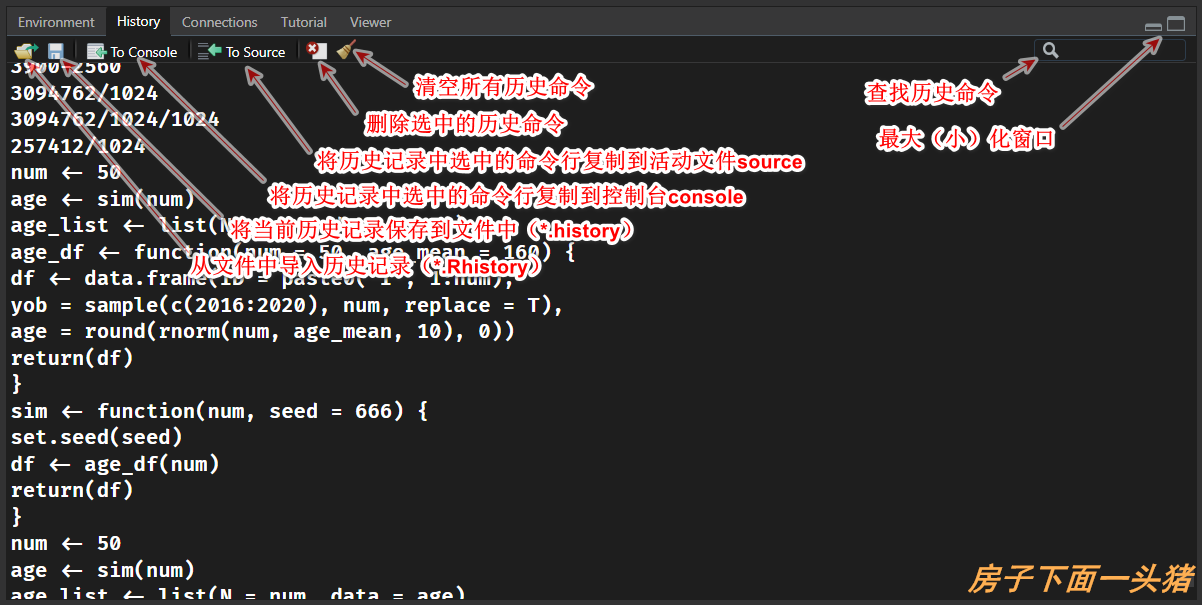 Environment History Connections Tutorial Viewer
To Console To Source
3900-2560
3094762/1024
3094762/1024/1024
257412/1024
num <- 50
age <- sim(num)
age_list <- list(N
age_df <- function(num = 50, age_mean = 160) {
df <- data.frame(ID = paste0(
yob = sample(c(2016:2020), num, replace = T),
age = round(rnorm(num, age_mean, 10), 0))
return(df)
}
sim <- function(num, seed = 666) {
set.seed(seed)
df <- age_df(num)
return(df)
}
num <- 50
age <- sim(num)
age_list <- list(N = num, data = age)
清空所有历史命令
删除选中的历史命令
将历史记录中选中的命令行复制到活动文件source
将历史记录中选中的命令行复制到控制台console
将当前历史记录保存到文件中（*.history）
从文件中导入历史记录（*.Rhistory）
查找历史命令
最大（小）化窗口
房子下面一头猪